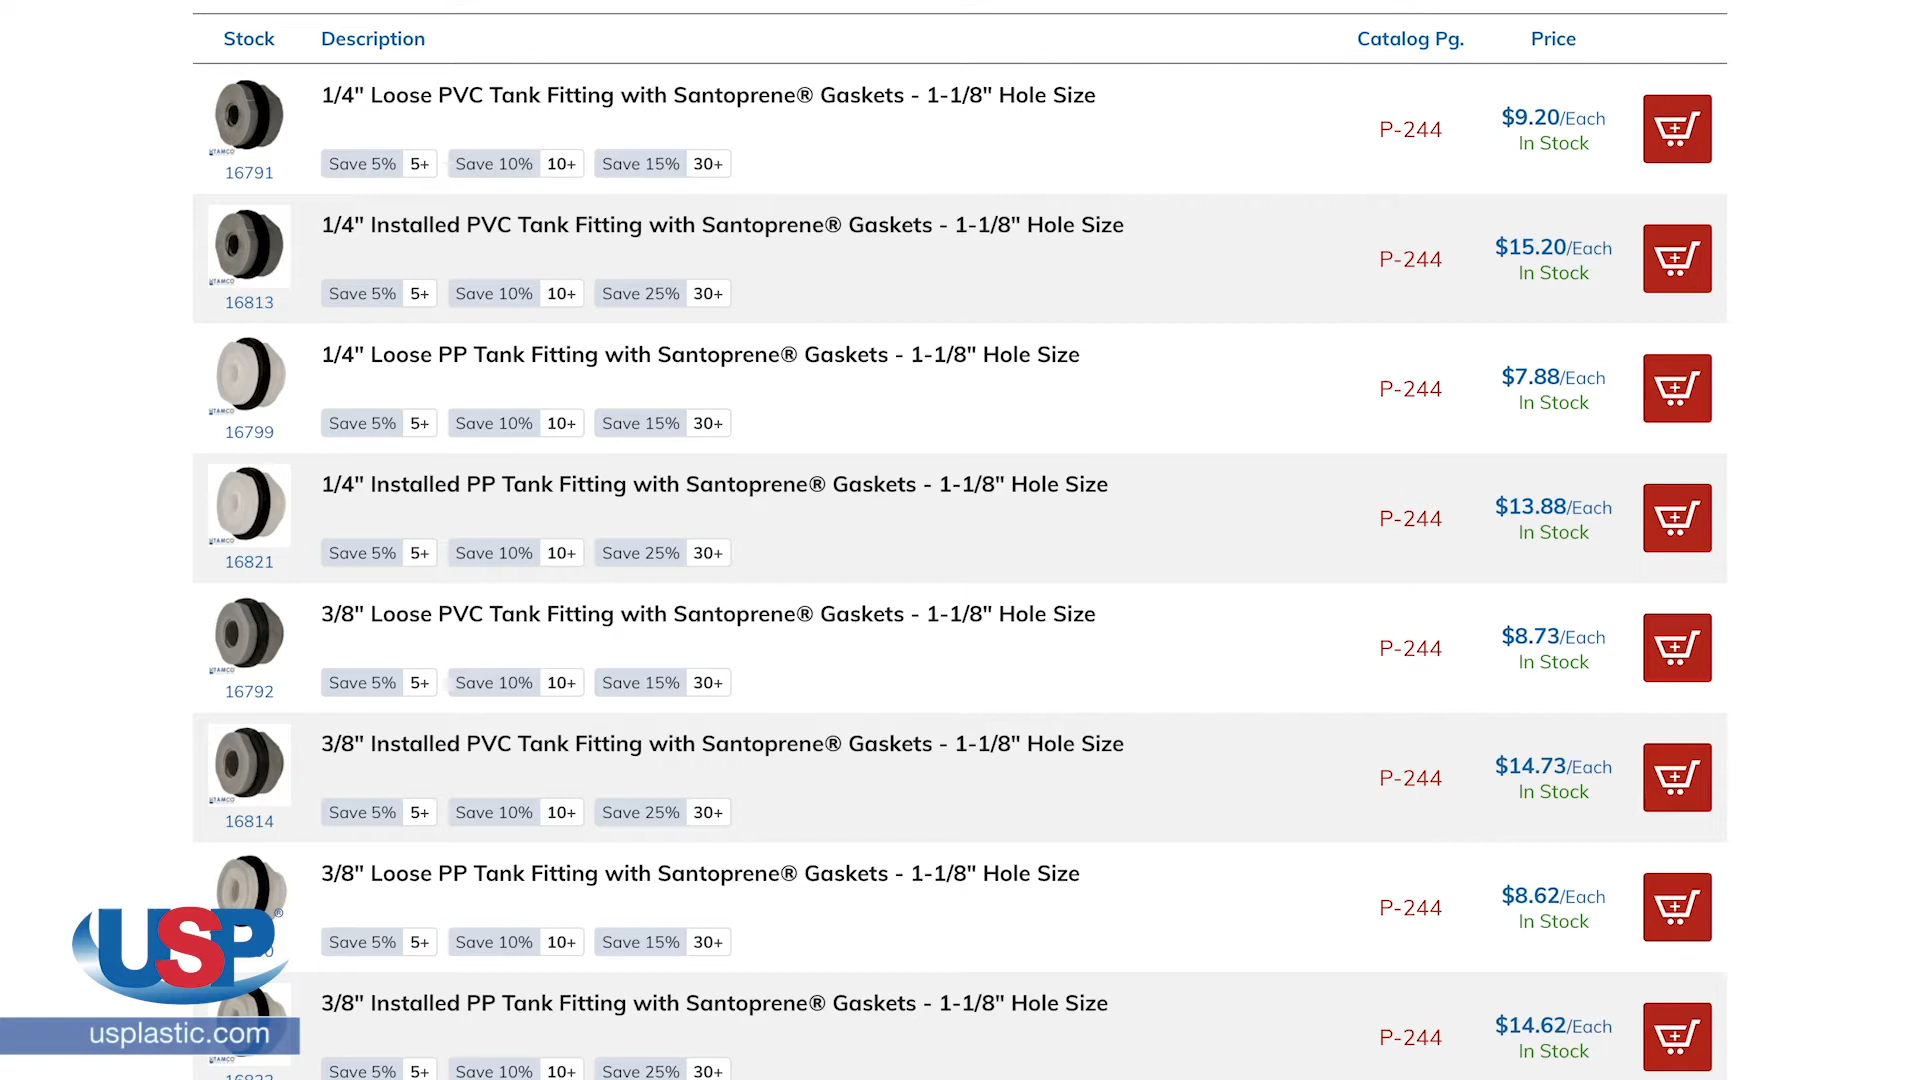 Stock Description Catalog Pg. Price
1/4" Loose PVC Tank Fitting with Santoprene® Gaskets - 1-1/8" Hole Size
$9.20/Each
P-244
In Stock
Save 5% 5+ Save 10% 10+ Save 15% 30+
TAMCO
16791
1/4" Installed PVC Tank Fitting with Santoprene® Gaskets - 1-1/8" Hole Size
$15.20/Each
P-244
In Stock
Save 5% 5+ Save 10% 10+ Save 25% 30+
TAMCO
16813
1/4" Loose PP Tank Fitting with Santoprene® Gaskets - 1-1/8" Hole Size
$7.88/Each
P-244
In Stock
Save 5% 5+ Save 10% 10+ Save 15% 30+
TAMCO
16799
1/4" Installed PP Tank Fitting with Santoprene® Gaskets - 1-1/8" Hole Size
$13.88/Each
P-244
In Stock
Save 5% 5+ Save 10% 10+ Save 25% 30+
TAMCO
16821
3/8" Loose PVC Tank Fitting with Santoprene® Gaskets - 1-1/8" Hole Size
$8.73/Each
P-244
In Stock
Save 5% 5+ Save 10% 10+ Save 15% 30+
TAMCO
16792
3/8" Installed PVC Tank Fitting with Santoprene® Gaskets - 1-1/8" Hole Size
$14.73/Each
P-244
In Stock
Save 5% 5+ Save 10% 10+ Save 25% 30+
TAMCO
16814
3/8" Loose PP Tank Fitting with Santoprene® Gaskets - 1-1/8" Hole Size
$8.62/Each
P-244
In Stock
Save 5% 5+ Save 10% 10+ Save 15% 30+
USP®
3/8" Installed PP Tank Fitting with Santoprene® Gaskets - 1-1/8" Hole Size
$14.62/Each
P-244
In Stock
usplastic.com
TAMCO
Save 5% 5+ Save 10% 10+ Save 25% 30+